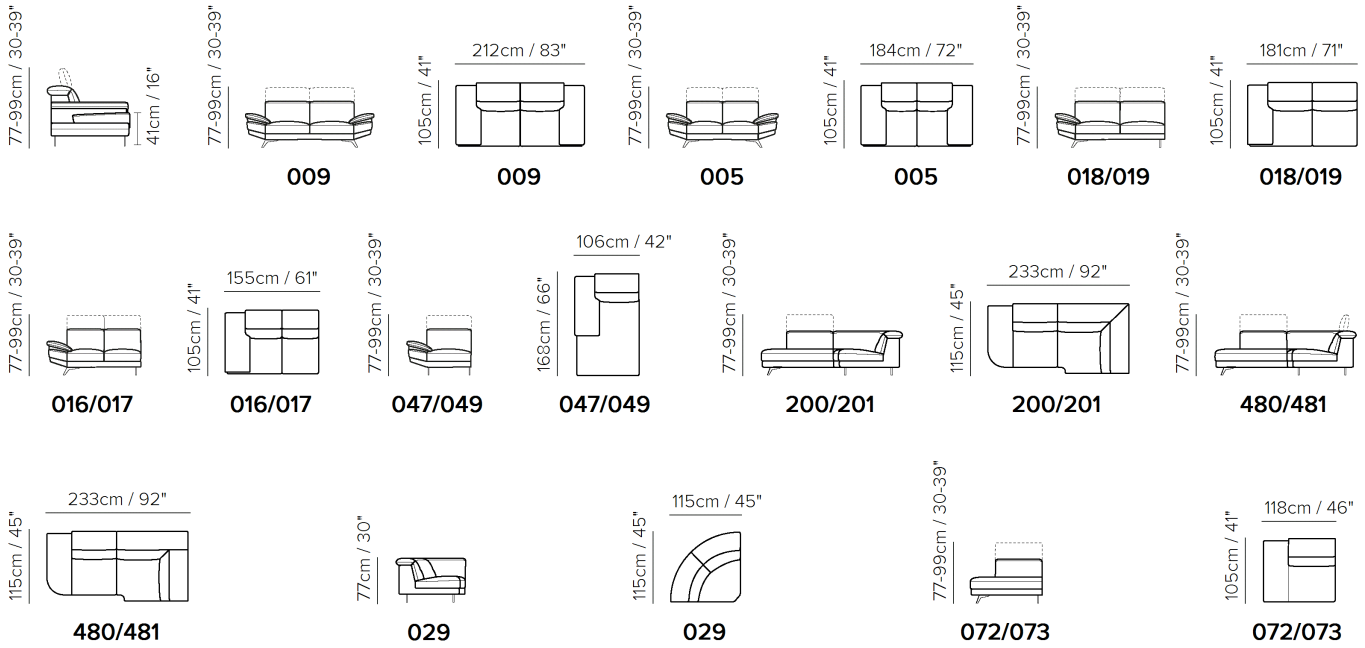 77-99cm / 30-39"
41cm / 16"
77-99cm / 30-39"
009
212cm / 83"
105cm / 41"
009
77-99cm / 30-39"
005
184cm / 72"
105cm / 41"
005
77-99cm / 30-39"
018/019
181cm / 71"
105cm / 41"
018/019
77-99cm / 30-39"
016/017
155cm / 61"
105cm / 41"
016/017
77-99cm / 30-39"
047/049
106cm / 42"
168cm / 66"
047/049
77-99cm / 30-39"
200/201
233cm / 92"
115cm / 45"
200/201
77-99cm / 30-39"
480/481
233cm / 92"
115cm / 45"
480/481
77cm / 30"
029
115cm / 45"
115cm / 45"
029
77-99cm / 30-39"
072/073
118cm / 46"
105cm / 41"
072/073